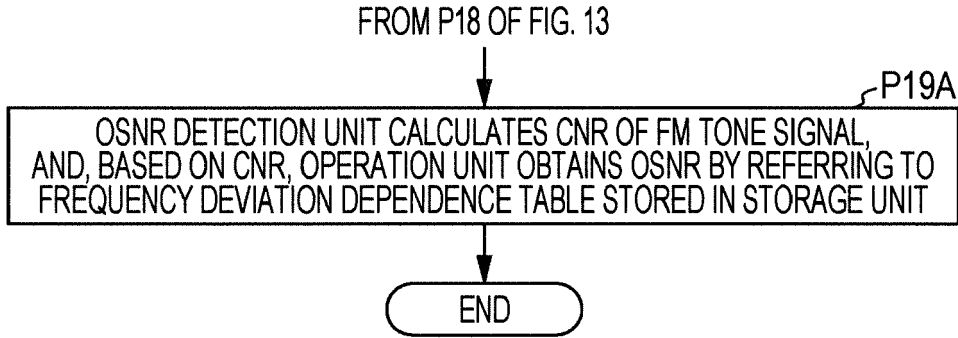 FROM P18 OF FIG. 13
P19A
OSNR DETECTION UNIT CALCULATES CNR OF FM TONE SIGNAL,
AND, BASED ON CNR, OPERATION UNIT OBTAINS OSNR BY REFERRING TO
FREQUENCY DEVIATION DEPENDENCE TABLE STORED IN STORAGE UNIT
END